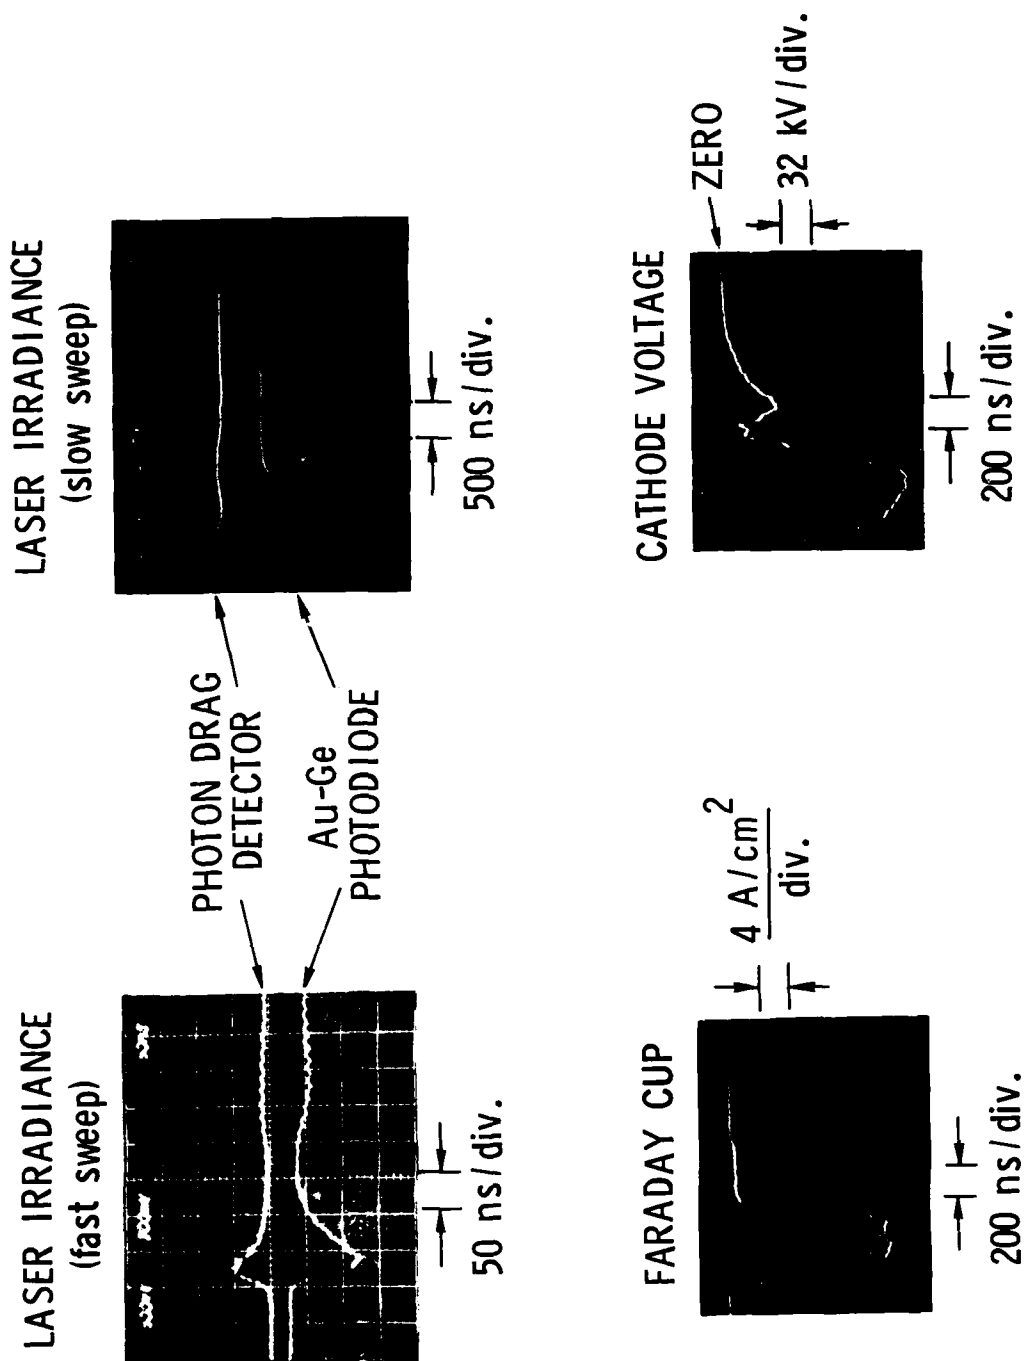 LASER IRRADIANCE
(fast sweep)
50 ns/div.
PHOTON DRAG
DETECTOR
Au-Ge
PHOTODIODE
LASER IRRADIANCE
(slow sweep)
500 ns/div.
FARADAY CUP
4 A/cm²
div.
200 ns/div.
CATHODE VOLTAGE
ZERO
32 kV/div.
200 ns/div.